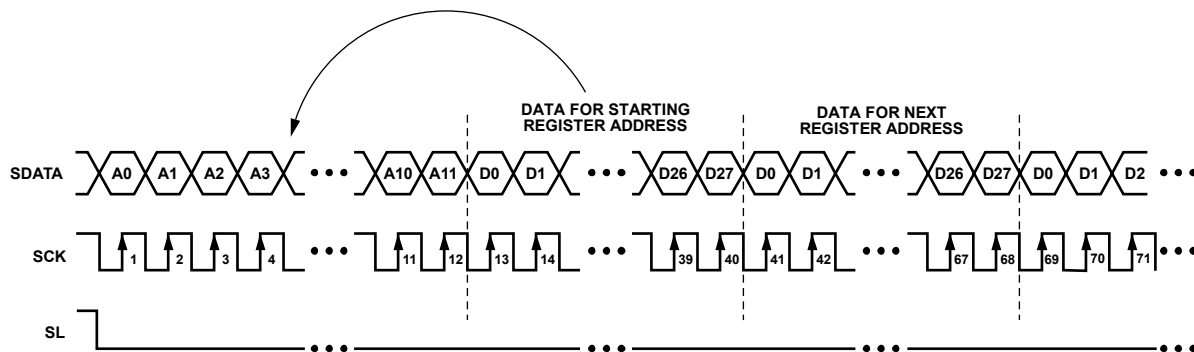 DATA FOR STARTING
REGISTER ADDRESS
DATA FOR NEXT
REGISTER ADDRESS
SDATA A0 A1 A2 A3 ••• A10 A11 D0 D1 ••• D26 D27 D0 D1 ••• D26 D27 D0 D1 D2 •••
SCK 1 2 3 4 ••• 11 12 13 14 ••• 39 40 41 42 ••• 67 68 69 70 71 •••
SL ••• ••• ••• ••• •••